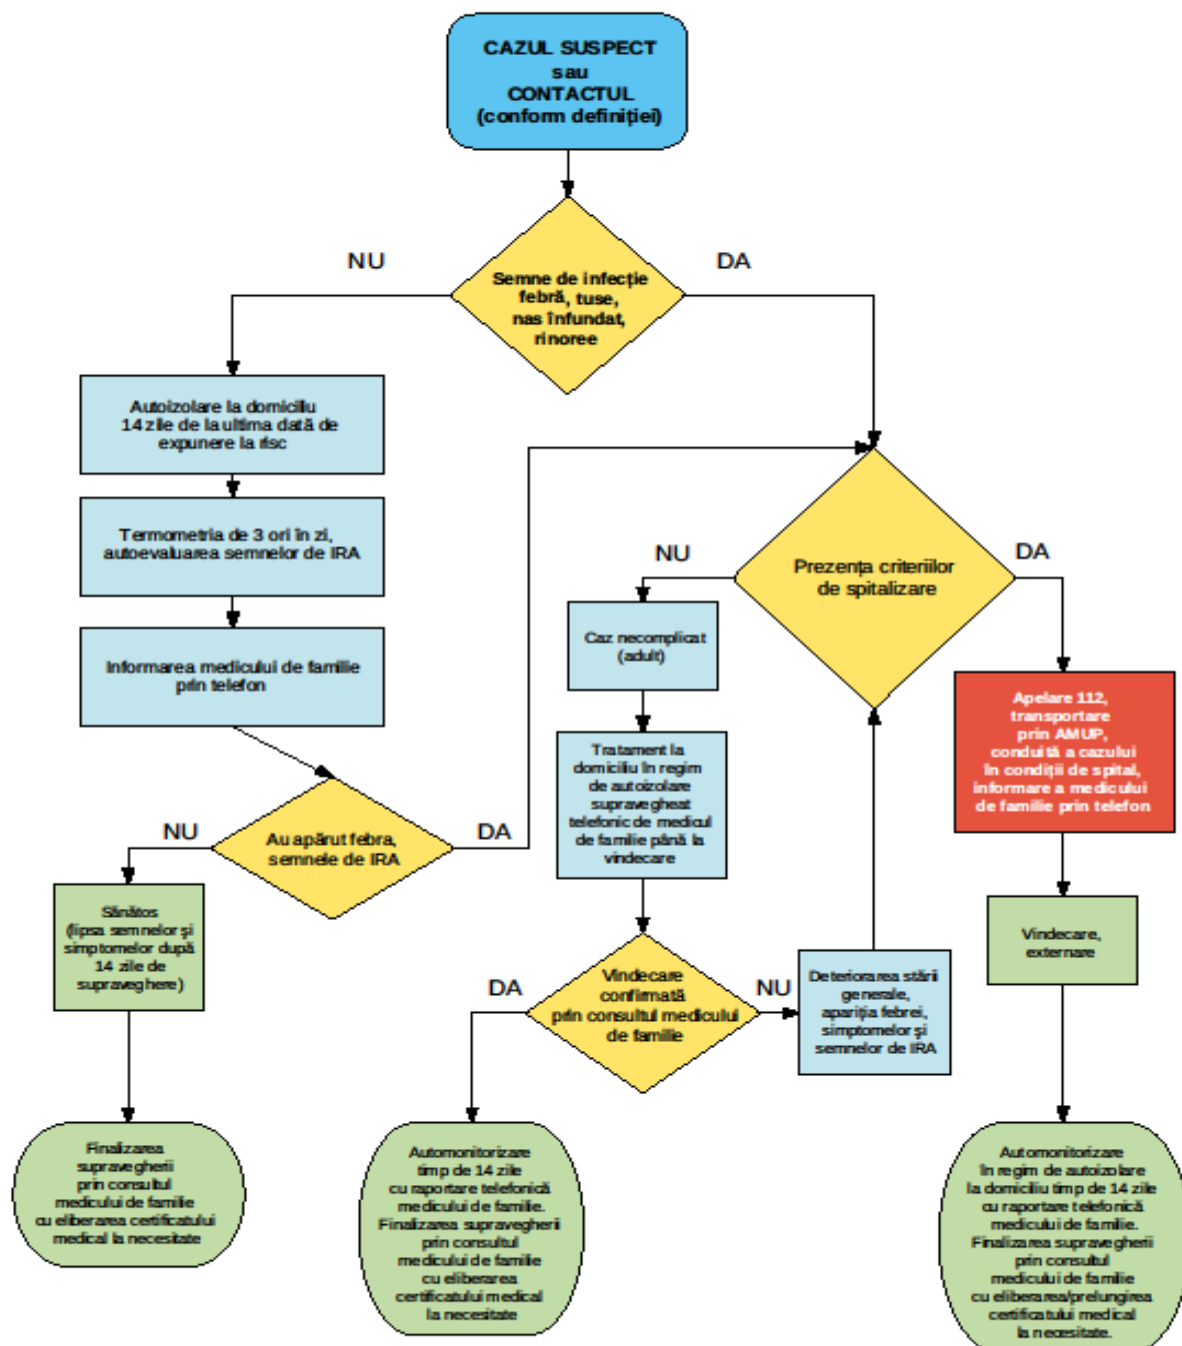 CAZUL SUSPECT
sau
CONTACTUL
(conform definiției)
NU
DA
Semne de infecție
febră, tuse,
nas înfundat,
rinoree
Autoizolare la domiciliu
14 zile de la ultima dată de
expunere la risc
Termometria de 3 ori în zi,
autoevaluarea semnelor de IRA
Informarea medicului de familie
prin telefon
NU
Au apărut febra,
semnele de IRA
DA
Sănătos
(lipsa semnelor și
simptomelor după
14 zile de
supraveghere)
Finalizarea
supravegherii
prin consultul
medicului de familie
cu eliberarea certificatului
medical la necesitate
NU
Prezența criteriilor
de spitalizare
DA
Caz necomplicat
(adult)
Tratament la
domiciliu în regim
de autoizolare
supravegheat
telefonic de medicul
de familie până la
vindecare
DA
Vindecare
confirmată
prin consultul medicului
de familie
NU
Deteriorarea stării
generale,
apariția febrei,
simptomelor și
semnelor de IRA
Automonitorizare
timp de 14 zile
cu raportare telefonică
medicului de familie.
Finalizarea supravegherii
prin consultul
medicului de familie
cu eliberarea
certificatului medical
la necesitate
Apelare 112,
transportare
prin AMUP,
conduită a cazului
în condiții de spital,
informare a medicului
de familie prin telefon
Vindecare,
externare
Automonitorizare
în regim de autoizolare
la domiciliu timp de 14 zile
cu raportare telefonică
medicului de familie.
Finalizarea supravegherii
prin consultul
medicului de familie
cu eliberarea/prelungirea
certificatului medical
la necesitate.